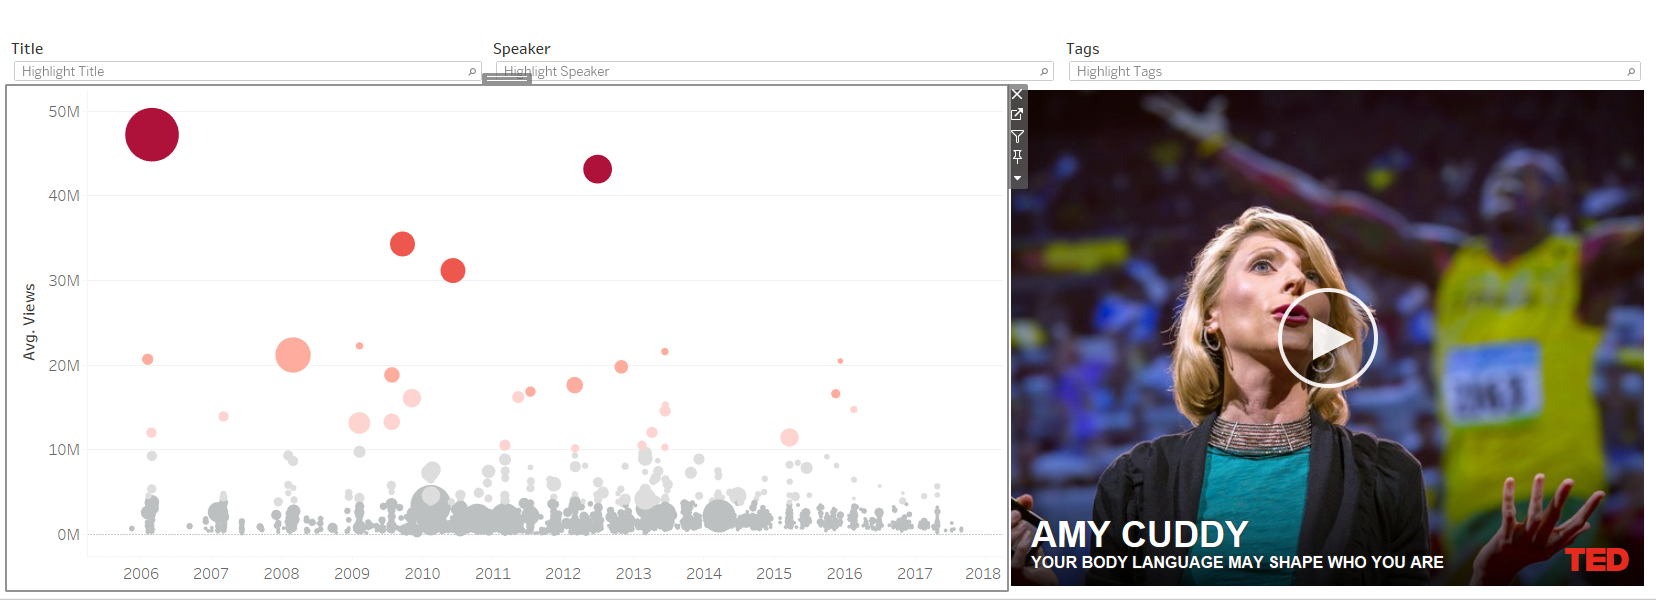 Title
Speaker
Tags
Highlight Title
Highlight Speaker
Highlight Tags
50M
40M
30M
20M
10M
0M
Avg. Views
2006 2007 2008 2009 2010 2011 2012 2013 2014 2015 2016 2017 2018
AMY CUDDY
YOUR BODY LANGUAGE MAY SHAPE WHO YOU ARE
TED